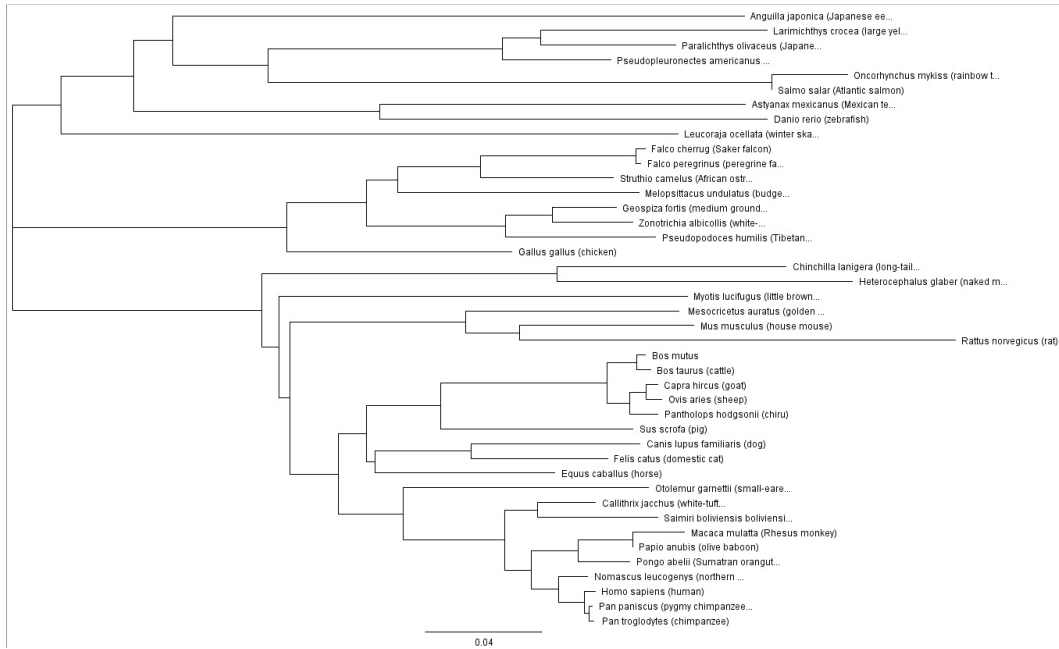 Anguilla japonica (Japanese ee...
Larimichthys crocea (large yel...
Paralichthys olivaceus (Japane...
Pseudopleuronectes americanus ...
Oncorhynchus mykiss (rainbow t...
Salmo salar (Atlantic salmon)
Astyanax mexicanus (Mexican te...
Danio rerio (zebrafish)
Leucoraja ocellata (winter ska...
Falco cherrug (Saker falcon)
Falco peregrinus (peregrine fa...
Struthio camelus (African ostr...
Melopsittacus undulatus (budge...
Geospiza fortis (medium ground...
Zonotrichia albicollis (white-...
Pseudopodoces humilis (Tibetan...
Gallus gallus (chicken)
Chinchilla lanigera (long-tail...
Heterocephalus glaber (naked m...
Myotis lucifugus (little brown...
Mesocricetus auratus (golden ...
Mus musculus (house mouse)
Rattus norvegicus (rat)
Bos mutus
Bos taurus (cattle)
Capra hircus (goat)
Ovis aries (sheep)
Pantholops hodgsonii (chiru)
Sus scrofa (pig)
Canis lupus familiaris (dog)
Felis catus (domestic cat)
Equus caballus (horse)
Otolemur garnettii (small-eare...
Callithrix jacchus (white-tuft...
Saimiri boliviensis boliviensi...
Macaca mulatta (Rhesus monkey)
Papio anubis (olive baboon)
Pongo abelii (Sumatran orangut...
Nomascus leucogenys (northern ...
Homo sapiens (human)
Pan paniscus (pygmy chimpanzee...
Pan troglodytes (chimpanzee)
0.04